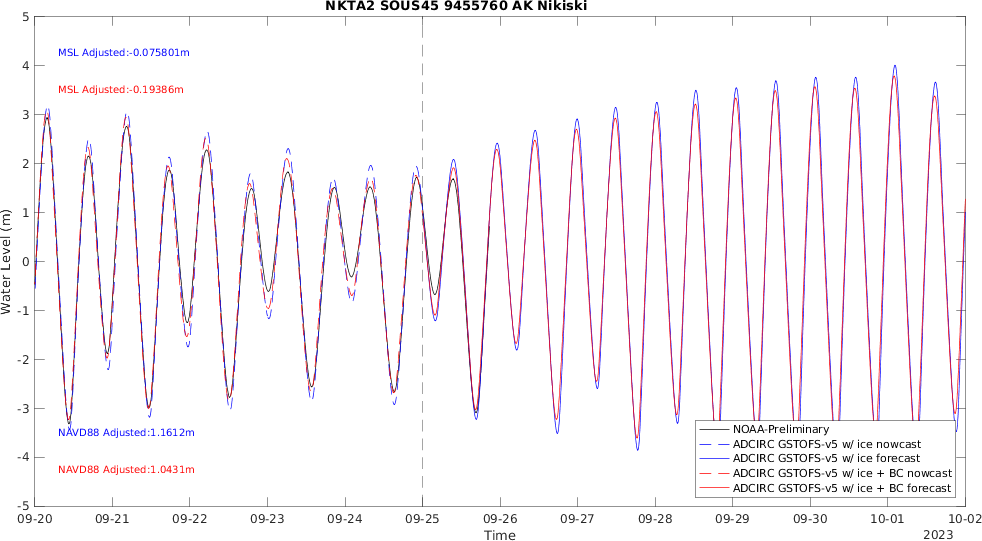 NKTA2 SOUS45 9455760 AK Nikiski
5
4
3
2
1
0
-1
-2
-3
-4
-5
Water Level (m)
MSL Adjusted:-0.075801m
MSL Adjusted:-0.19386m
NAVD88 Adjusted:1.1612m
NAVD88 Adjusted:1.0431m
NOAA-Preliminary
ADCIRC GSTOFS-v5 w/ ice nowcast
ADCIRC GSTOFS-v5 w/ ice forecast
ADCIRC GSTOFS-v5 w/ ice + BC nowcast
ADCIRC GSTOFS-v5 w/ ice + BC forecast
09-20 09-21 09-22 09-23 09-24 09-25 09-26 09-27 09-28 09-29 09-30 10-01 10-02
Time
2023